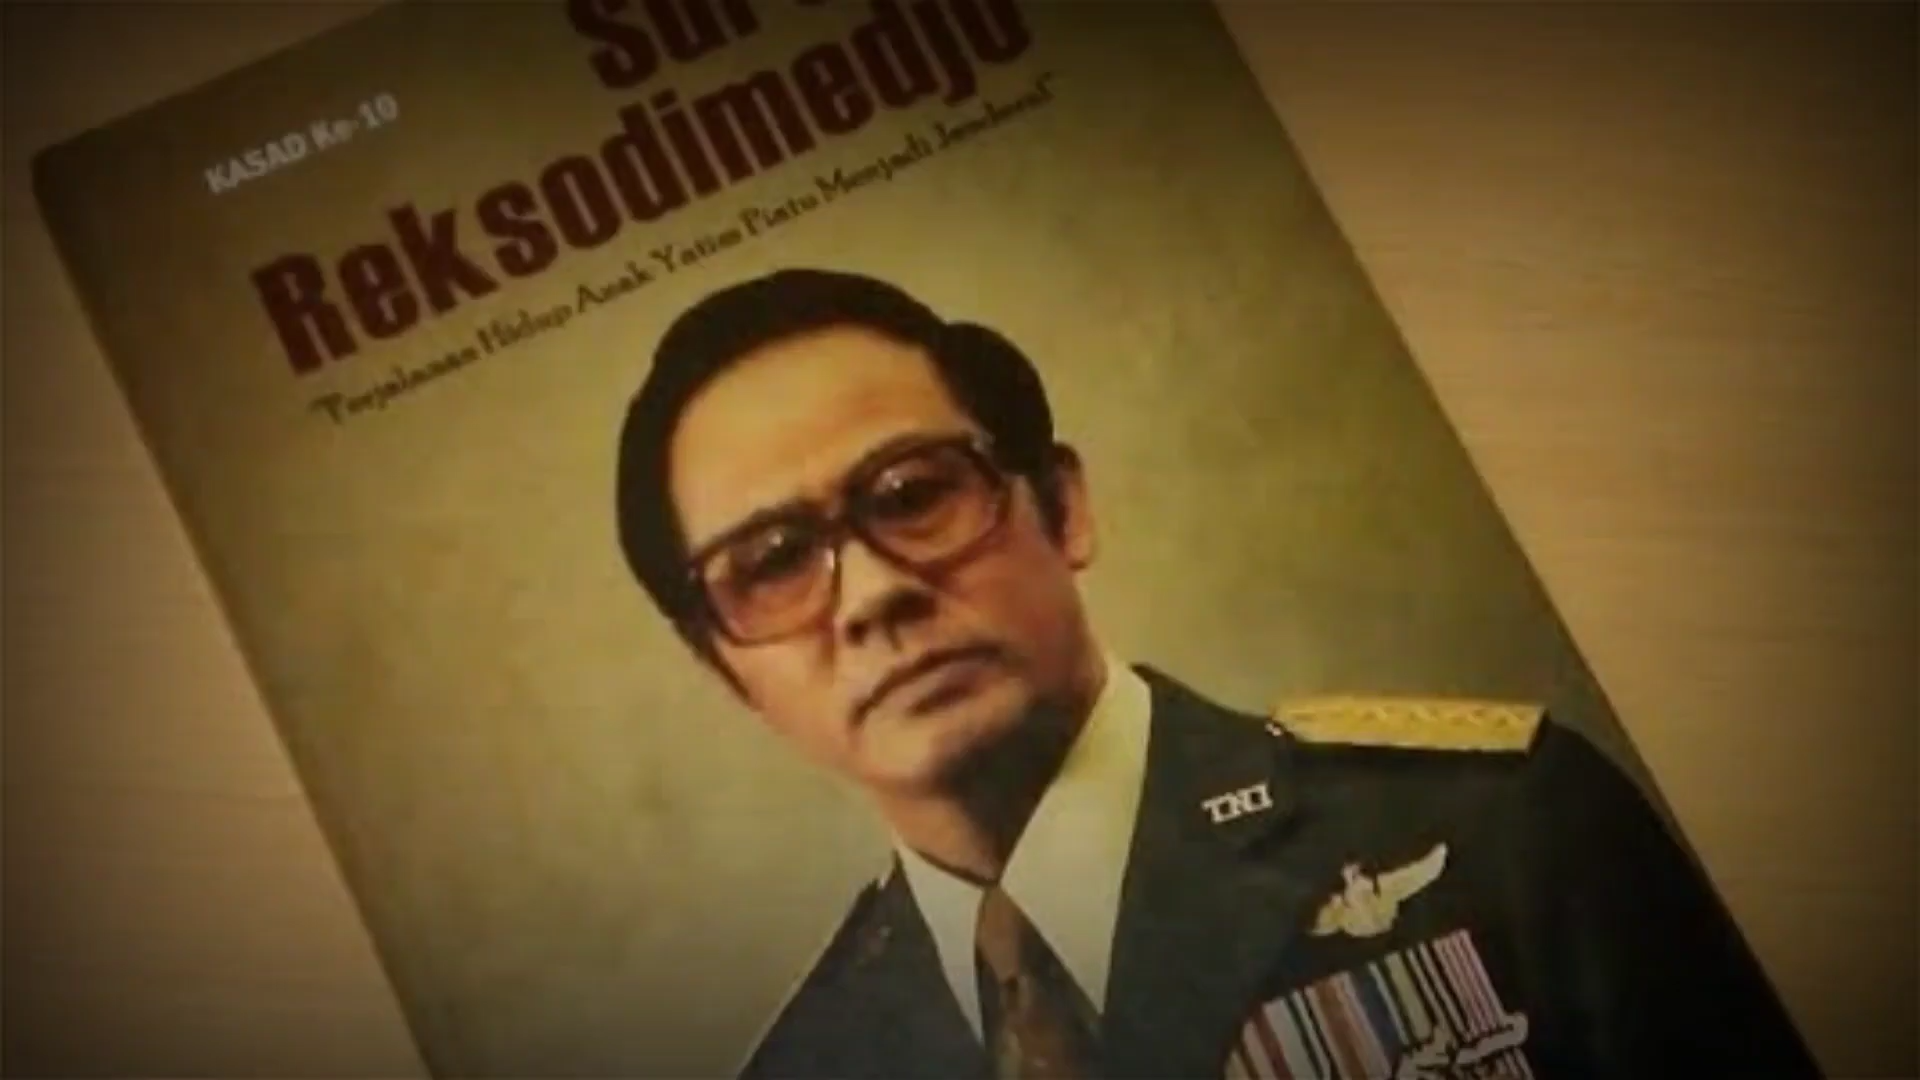 KASAD Ke-10
Reksodimedjo
"Perjalanan Hidup Anak Yatim Piatu Menjadi Jenderal"
TNI